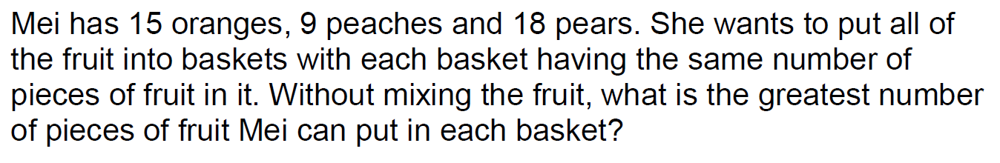 Mei has 15 oranges, 9 peaches and 18 pears. She wants to put all of
the fruit into baskets with each basket having the same number of
pieces of fruit in it. Without mixing the fruit, what is the greatest number
of pieces of fruit Mei can put in each basket?